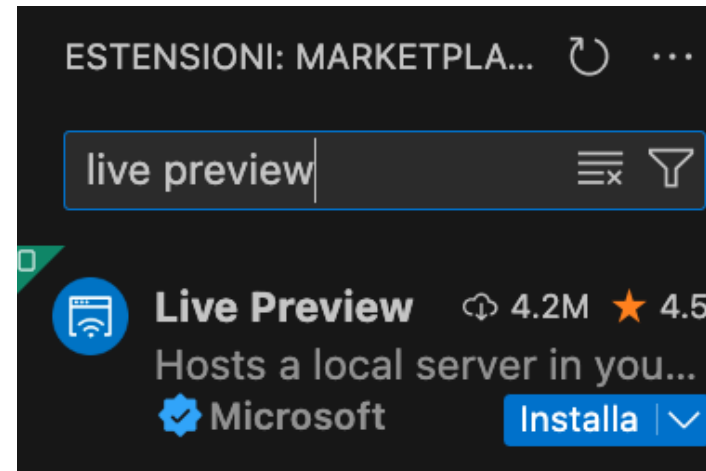 ESTENSIONI: MARKETPLA...
live preview
Live Preview 4.2M ★ 4.5
Hosts a local server in you...
Microsoft Installa